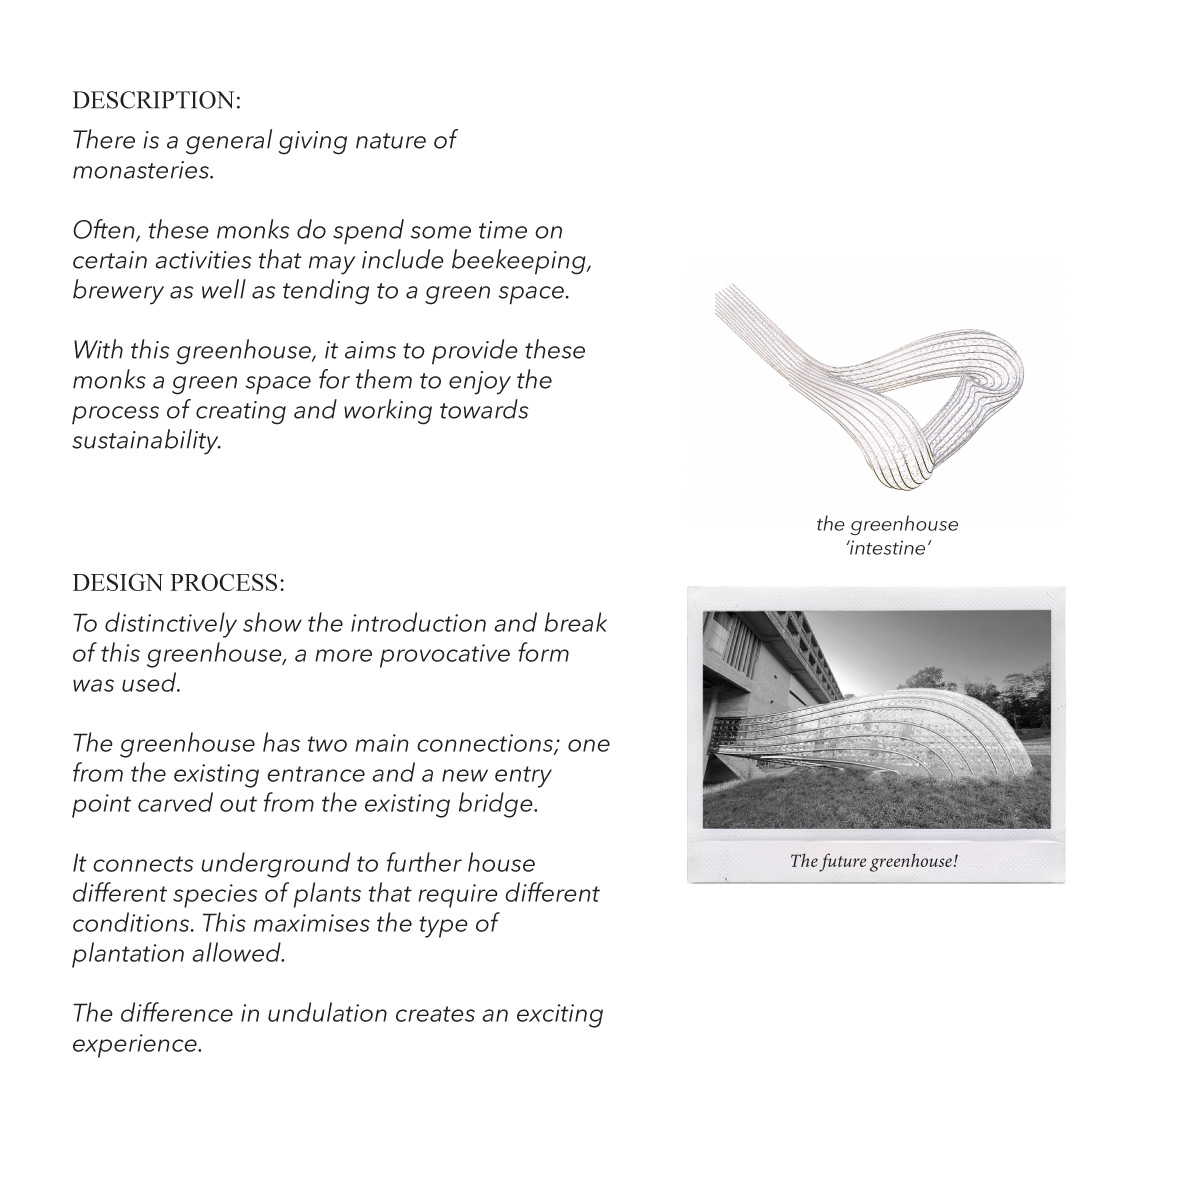 DESCRIPTION:
There is a general giving nature of
monasteries.
Often, these monks do spend some time on
certain activities that may include beekeeping,
brewery as well as tending to a green space.
With this greenhouse, it aims to provide these
monks a green space for them to enjoy the
process of creating and working towards
sustainability.
DESIGN PROCESS:
To distinctively show the introduction and break
of this greenhouse, a more provocative form
was used.
The greenhouse has two main connections; one
from the existing entrance and a new entry
point carved out from the existing bridge.
It connects underground to further house
different species of plants that require different
conditions. This maximises the type of
plantation allowed.
The difference in undulation creates an exciting
experience.
the greenhouse
‘intestine’
The future greenhouse!